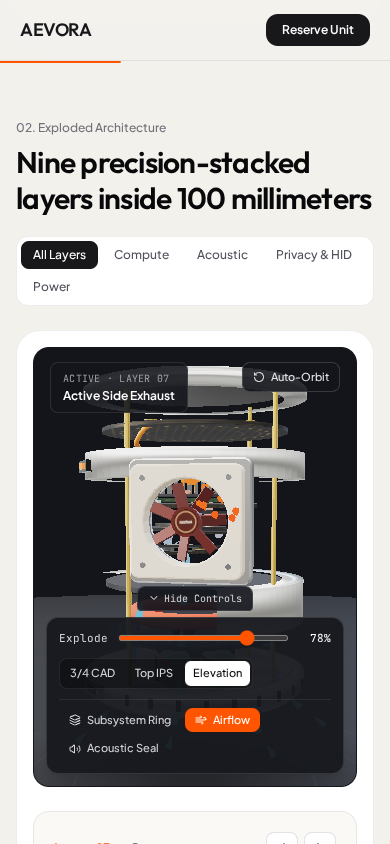 AEVORA
Reserve Unit
02. Exploded Architecture
Nine precision-stacked
layers inside 100 millimeters
All Layers Compute Acoustic Privacy & HID
Power
ACTIVE · LAYER 07
Active Side Exhaust
Auto-Orbit
Hide Controls
Explode 78%
3/4 CAD Top IPS Elevation
Subsystem Ring Airflow
Acoustic Seal